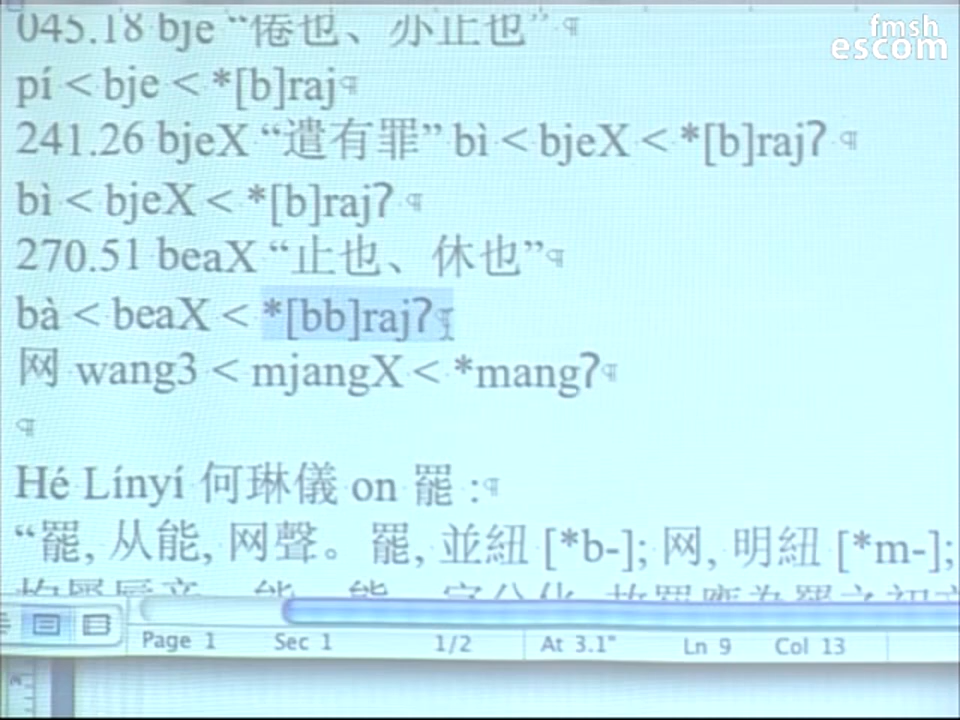 fmsh
escom
045.18 bje “倦也、亦止也”
pí < bje < *[b]raj
241.26 bjeX “遣有罪” bì < bjeX < *[b]rajʔ
bì < bjeX < *[b]rajʔ
270.51 beaX “止也、休也”
bà < beaX < *[bb]rajʔ
网 wang3 < mjangX < *mangʔ
Hé Línyí 何琳儀 on 罷 :
“罷, 从能, 网聲。罷, 並紐 [*b-]; 网, 明紐 [*m-];
Page 1 Sec 1 1/2 At 3.1" Ln 9 Col 13